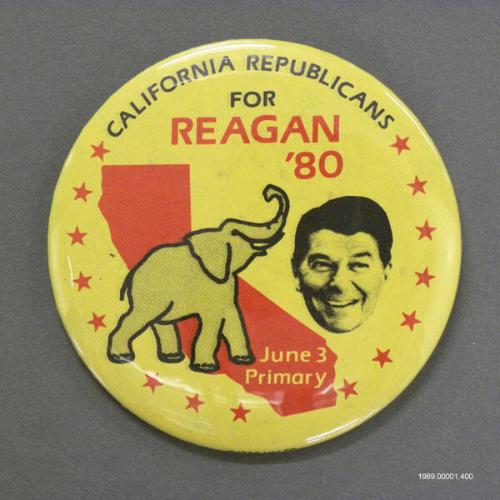 CALIFORNIA REPUBLICANS
FOR
REAGAN
'80
June 3
Primary
1989.00001.400